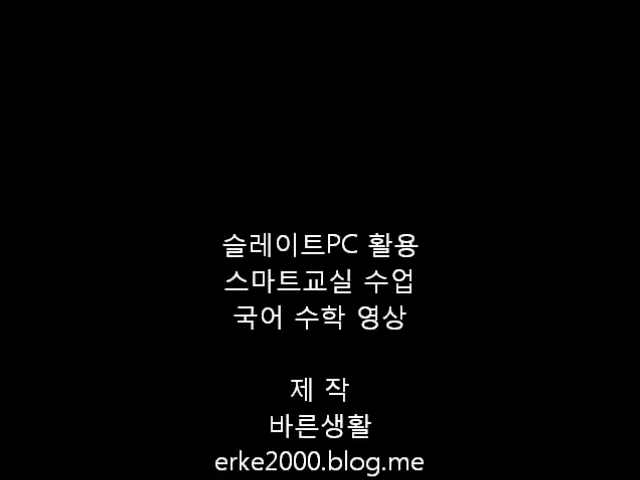 슬레이트PC 활용
스마트교실 수업
국어 수학 영상
제 작
바른생활
erke2000.blog.me